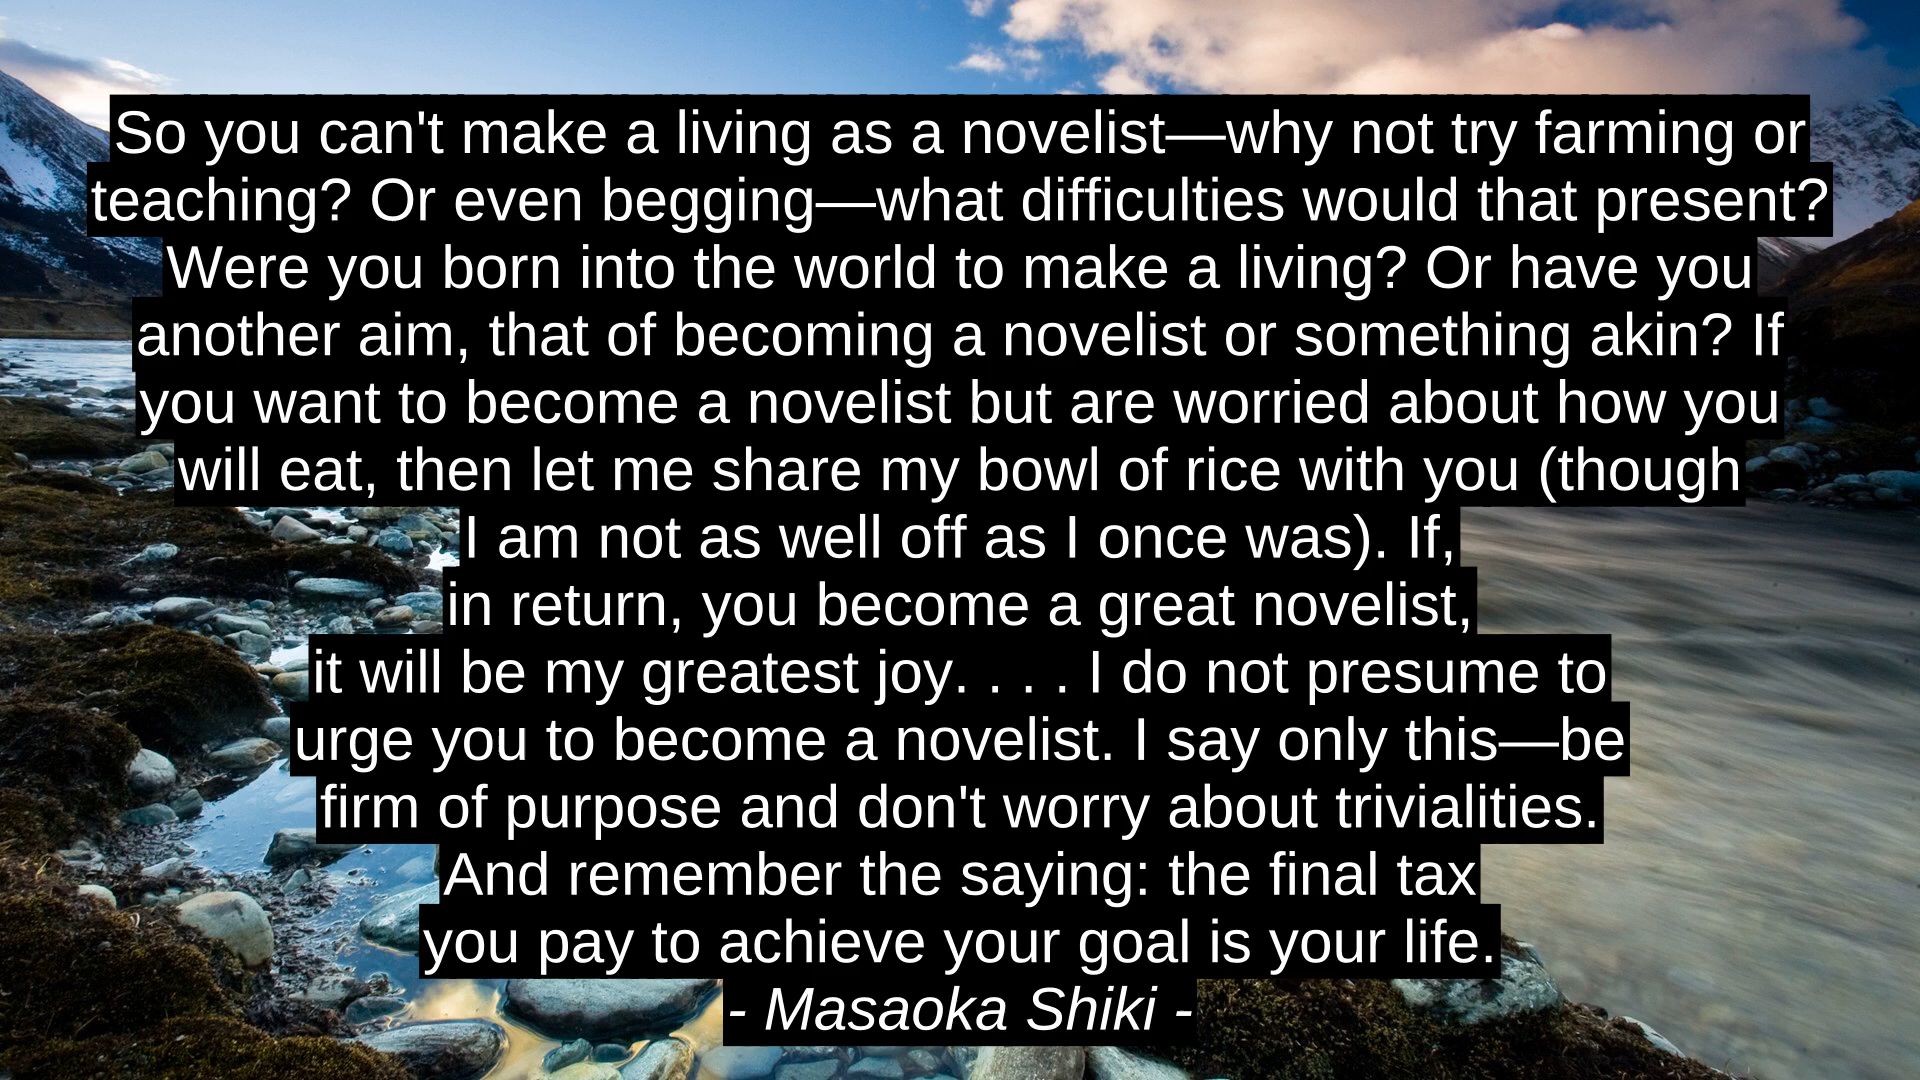 So you can't make a living as a novelist—why not try farming or
teaching? Or even begging—what difficulties would that present?
Were you born into the world to make a living? Or have you
another aim, that of becoming a novelist or something akin? If
you want to become a novelist but are worried about how you
will eat, then let me share my bowl of rice with you (though
I am not as well off as I once was). If,
in return, you become a great novelist,
it will be my greatest joy. . . . I do not presume to
urge you to become a novelist. I say only this—be
firm of purpose and don't worry about trivialities.
And remember the saying: the final tax
you pay to achieve your goal is your life.
- Masaoka Shiki -